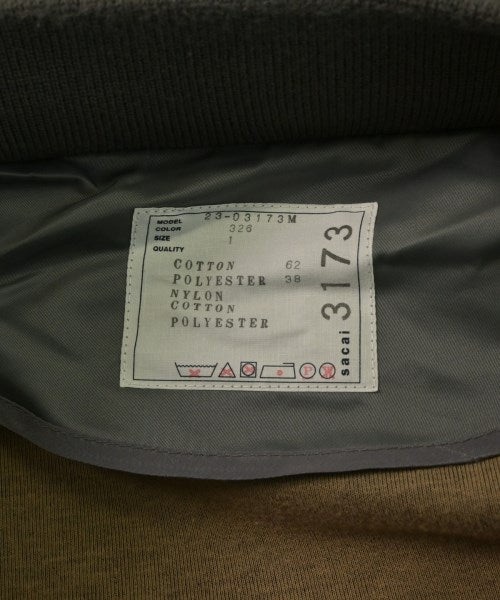 MODEL 23-03173M
COLOR 326
SIZE 1
QUALITY
COTTON 62
POLYESTER 38
NYLON
COTTON
POLYESTER
P
sacai 3173